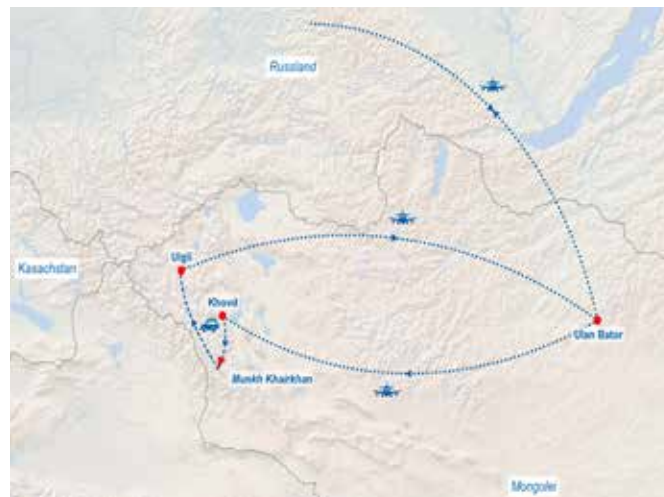 Russland
Kasachstan
Ulgii
Khovd
Ulan Bator
Munkh Khairkhan
Mongolei